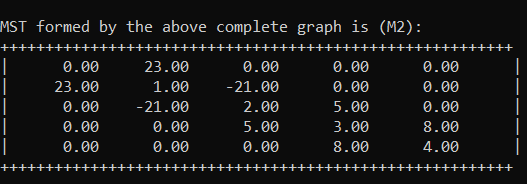 MST formed by the above complete graph is (M2):
+++++++++++++++++++++++++++++++++++++++++++++++++++++++++
| 0.00 23.00 0.00 0.00 0.00 |
| 23.00 1.00 -21.00 0.00 0.00 |
| 0.00 -21.00 2.00 5.00 0.00 |
| 0.00 0.00 5.00 3.00 8.00 |
| 0.00 0.00 0.00 8.00 4.00 |
+++++++++++++++++++++++++++++++++++++++++++++++++++++++++